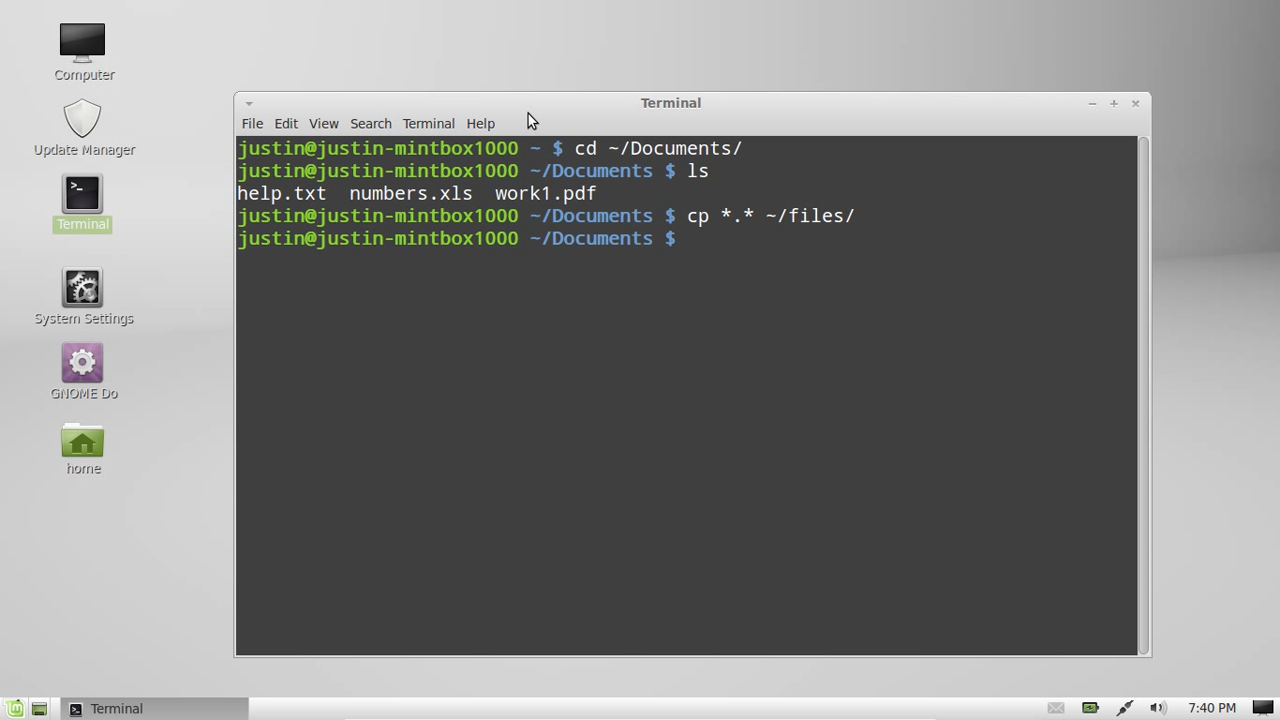 Computer
Update Manager
Terminal
System Settings
GNOME Do
home
Terminal
File Edit View Search Terminal Help
justin@justin-mintbox1000 ~ $ cd ~/Documents/
justin@justin-mintbox1000 ~/Documents $ ls
help.txt  numbers.xls  work1.pdf
justin@justin-mintbox1000 ~/Documents $ cp *.* ~/files/
justin@justin-mintbox1000 ~/Documents $
Terminal
7:40 PM